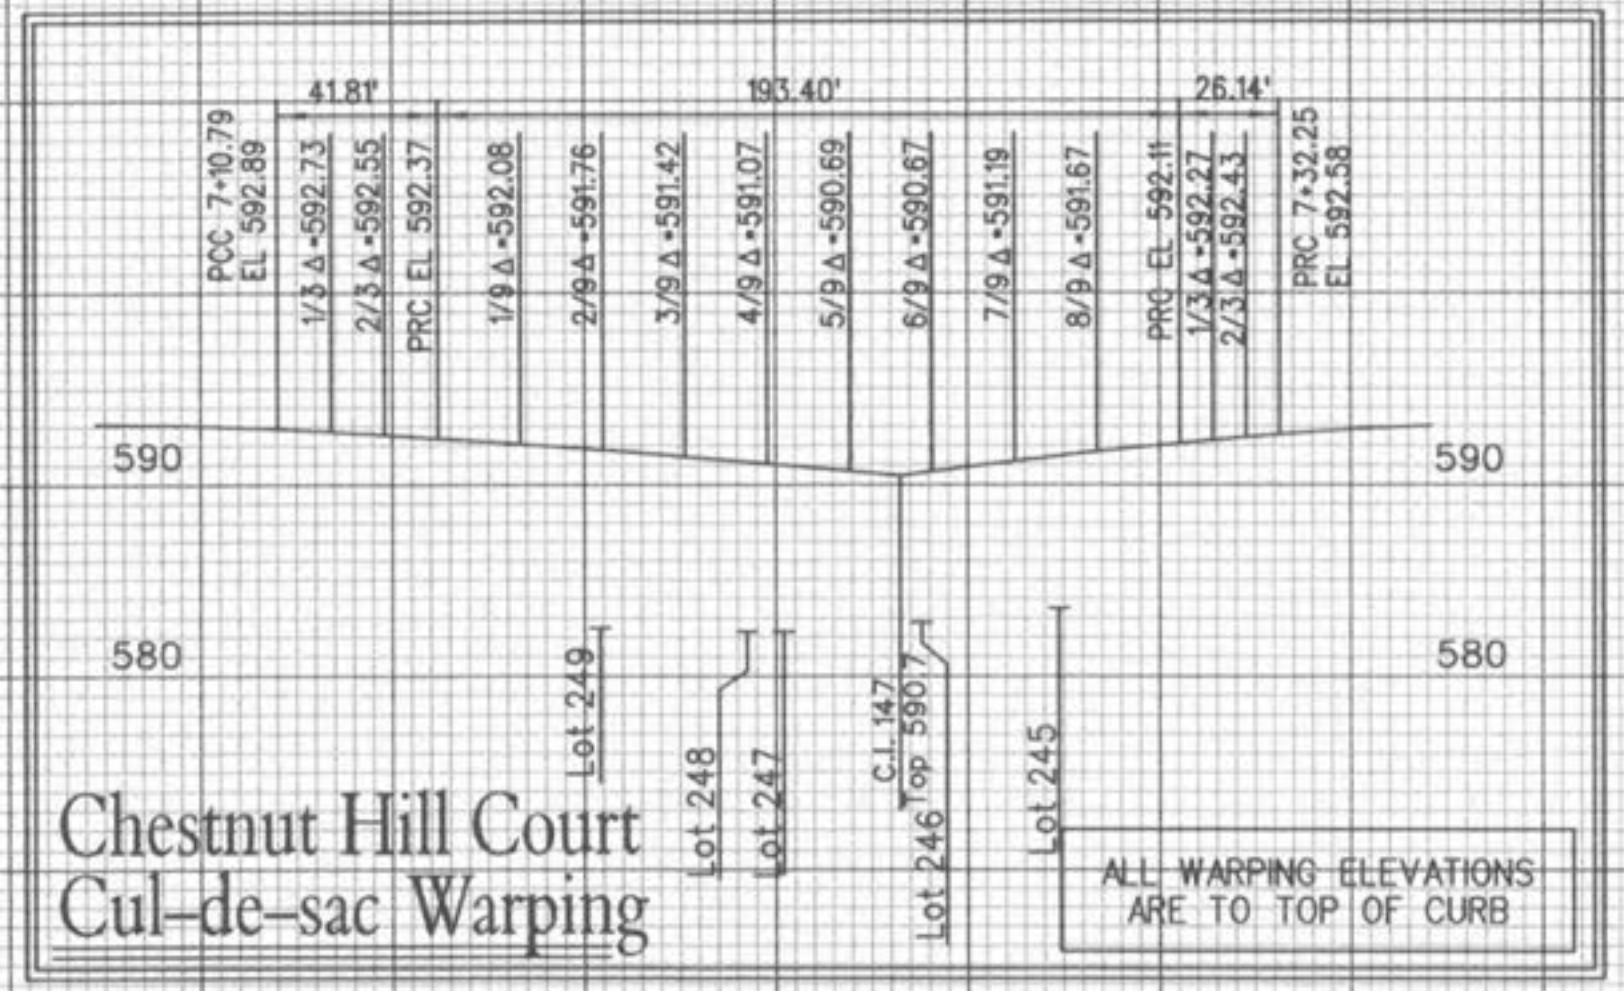 41.81'
193.40'
26.14'
PCC 7+10.79
EL 592.89
1/3 Δ=592.73
2/3 Δ=592.55
PRC EL 592.37
1/9 Δ=592.08
2/9 Δ=591.76
3/9 Δ=591.42
4/9 Δ=591.07
5/9 Δ=590.69
6/9 Δ=590.67
7/9 Δ=591.19
8/9 Δ=591.67
PRC EL 592.11
1/3 Δ=592.27
2/3 Δ=592.43
PRC 7+32.25
EL 592.58
590
590
580
580
Lot 249
Lot 248
Lot 247
C.I. 147
Top 590.7
Lot 246
Lot 245
Chestnut Hill Court
Cul-de-sac Warping
ALL WARPING ELEVATIONS
ARE TO TOP OF CURB